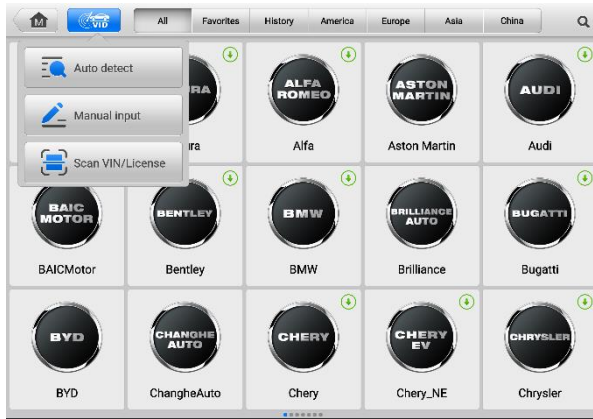 M
VID
All
Favorites
History
America
Europe
Asia
China
Auto detect
Manual input
Scan VIN/License
RA
ALFA
ROMEO
ASTON
MARTIN
AUDI
ra
Alfa
Aston Martin
Audi
BAIC
MOTOR
BENTLEY
BMW
BRILLIANCE
AUTO
BUGATTI
BAICMotor
Bentley
BMW
Brilliance
Bugatti
BYD
CHANGHE
AUTO
CHERY
CHERY
EV
CHRYSLER
BYD
ChangheAuto
Chery
Chery_NE
Chrysler